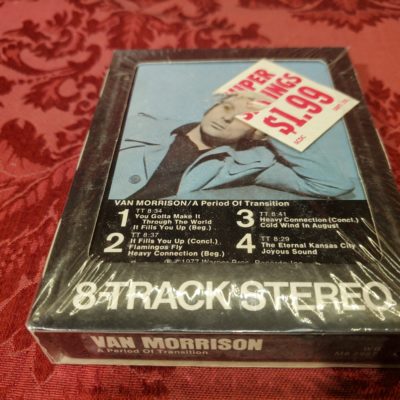 SUPER
SAVINGS
$1.99
VAN MORRISON/A Period Of Transition
1 TT 8:34
You Gotta Make It
Through The World
It Fills You Up (Beg.)
2 TT 8:37
It Fills You Up (Concl.)
Flamingos Fly
Heavy Connection (Beg.)
3 TT 8:41
Heavy Connection (Concl.)
Cold Wind In August
4 TT 8:29
The Eternal Kansas City
Joyous Sound
℗©1977 Warner Bros. Records Inc.
8-TRACK STEREO
VAN MORRISON
A Period Of Transition